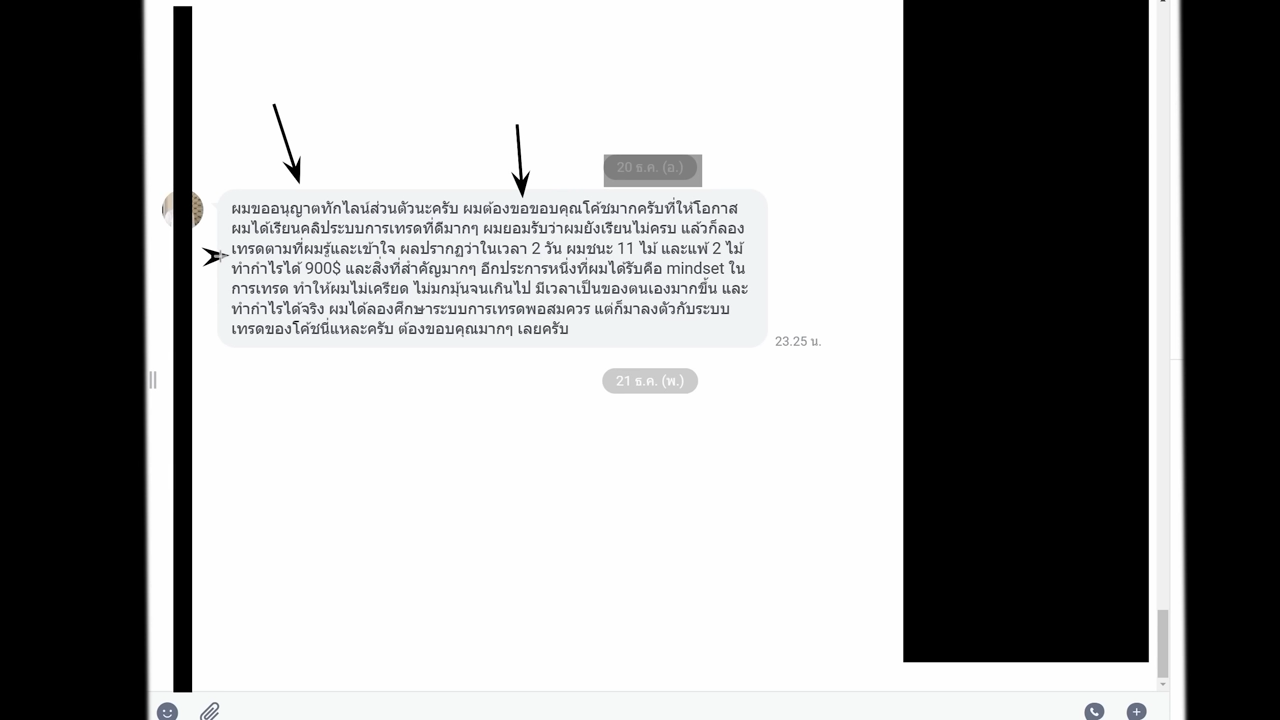 20 ธ.ค. (อ.)
ผมขออนุญาตทักไลน์ส่วนตัวนะครับ ผมต้องขอขอบคุณโค้ชมากครับที่ให้โอกาส
ผมได้เรียนคลิประบบการเทรดที่ดีมากๆ ผมยอมรับว่าผมยังเรียนไม่ครบ แล้วก็ลอง
เทรดตามที่ผมรู้และเข้าใจ ผลปรากฏว่าในเวลา 2 วัน ผมชนะ 11 ไม้ และแพ้ 2 ไม้
ทำกำไรได้ 900$ และสิ่งที่สำคัญมากๆ อีกประการหนึ่งที่ผมได้รับคือ mindset ใน
การเทรด ทำให้ผมไม่เครียด ไม่มกมุ้นจนเกินไป มีเวลาเป็นของตนเองมากขึ้น และ
ทำกำไรได้จริง ผมได้ลองศึกษาระบบการเทรดพอสมควร แต่ก็มาลงตัวกับระบบ
เทรดของโค้ชนี่แหละครับ ต้องขอบคุณมากๆ เลยครับ
23.25 น.
21 ธ.ค. (พ.)